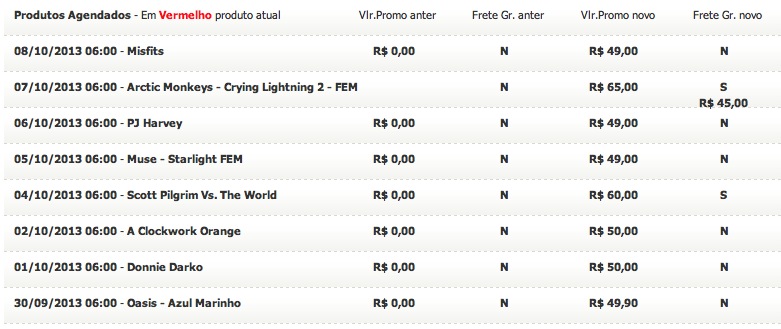 Produtos Agendados - Em Vermelho produto atual Vlr.Promo anter Frete Gr. anter Vlr.Promo novo Frete Gr. novo
08/10/2013 06:00 - Misfits R$ 0,00 N R$ 49,00 N
07/10/2013 06:00 - Arctic Monkeys - Crying Lightning 2 - FEM N R$ 65,00 S
R$ 45,00
06/10/2013 06:00 - PJ Harvey R$ 0,00 N R$ 49,00 N
05/10/2013 06:00 - Muse - Starlight FEM R$ 0,00 N R$ 49,00 N
04/10/2013 06:00 - Scott Pilgrim Vs. The World R$ 0,00 N R$ 60,00 S
02/10/2013 06:00 - A Clockwork Orange R$ 0,00 N R$ 50,00 N
01/10/2013 06:00 - Donnie Darko R$ 0,00 N R$ 50,00 N
30/09/2013 06:00 - Oasis - Azul Marinho R$ 0,00 N R$ 49,90 N